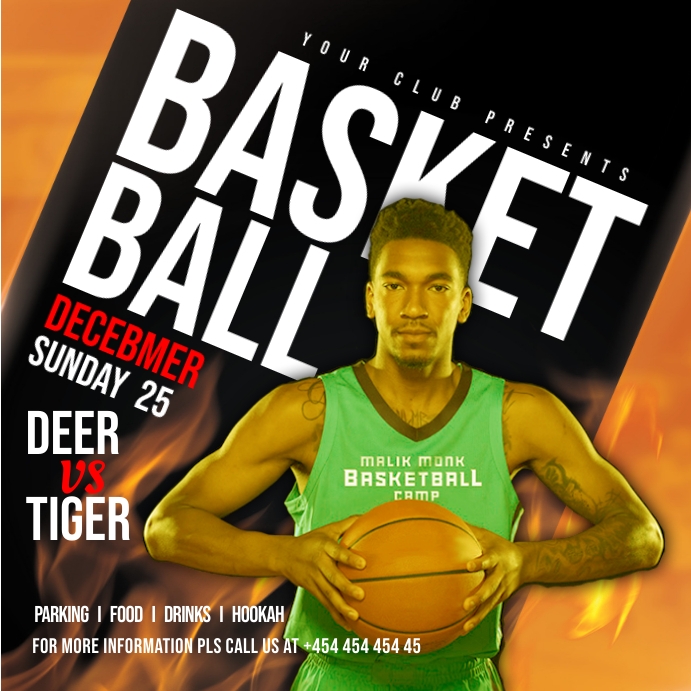 YOUR CLUB PRESENTS
BASKET
BALL
DECEBMER
SUNDAY 25
DEER
VS
TIGER
MALIK MONK
BASKETBALL
CAMP
PARKING I FOOD I DRINKS I HOOKAH
FOR MORE INFORMATION PLS CALL US AT +454 454 454 45